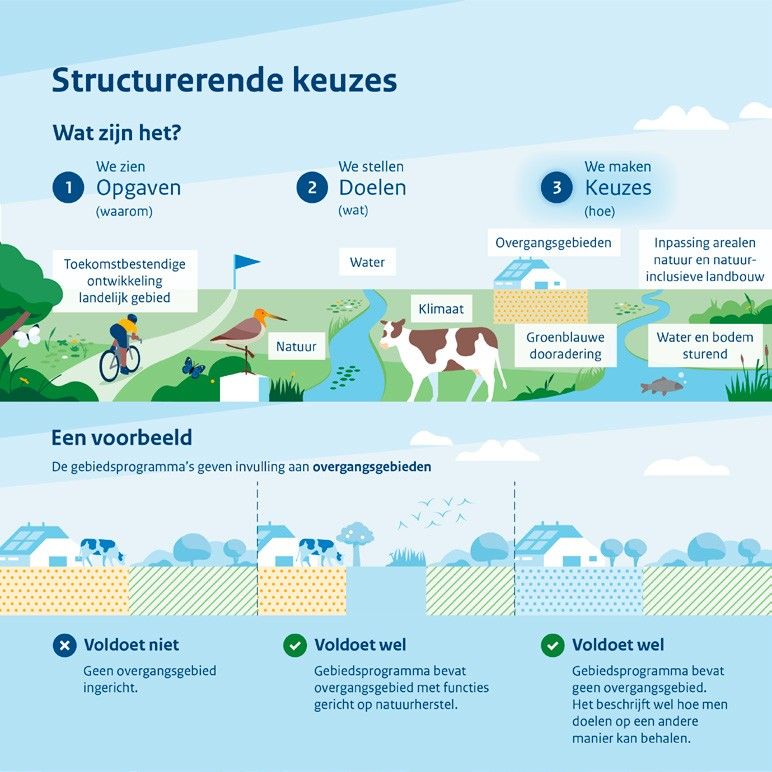 Structurerende keuzes
Wat zijn het?
1
We zien
Opgaven
(waarom)
2
We stellen
Doelen
(wat)
3
We maken
Keuzes
(hoe)
Toekomstbestendige
ontwikkeling
landelijk gebied
Water
Klimaat
Natuur
Overgangsgebieden
Inpassing arealen
natuur en natuur-
inclusieve landbouw
Groenblauwe
dooradering
Water en bodem
sturend
Een voorbeeld
De gebiedsprogramma's geven invulling aan overgangsgebieden
Voldoet niet
Geen overgangsgebied
ingericht.
Voldoet wel
Gebiedsprogramma bevat
overgangsgebied met functies
gericht op natuurherstel.
Voldoet wel
Gebiedsprogramma bevat
geen overgangsgebied.
Het beschrijft wel hoe men
doelen op een andere
manier kan behalen.